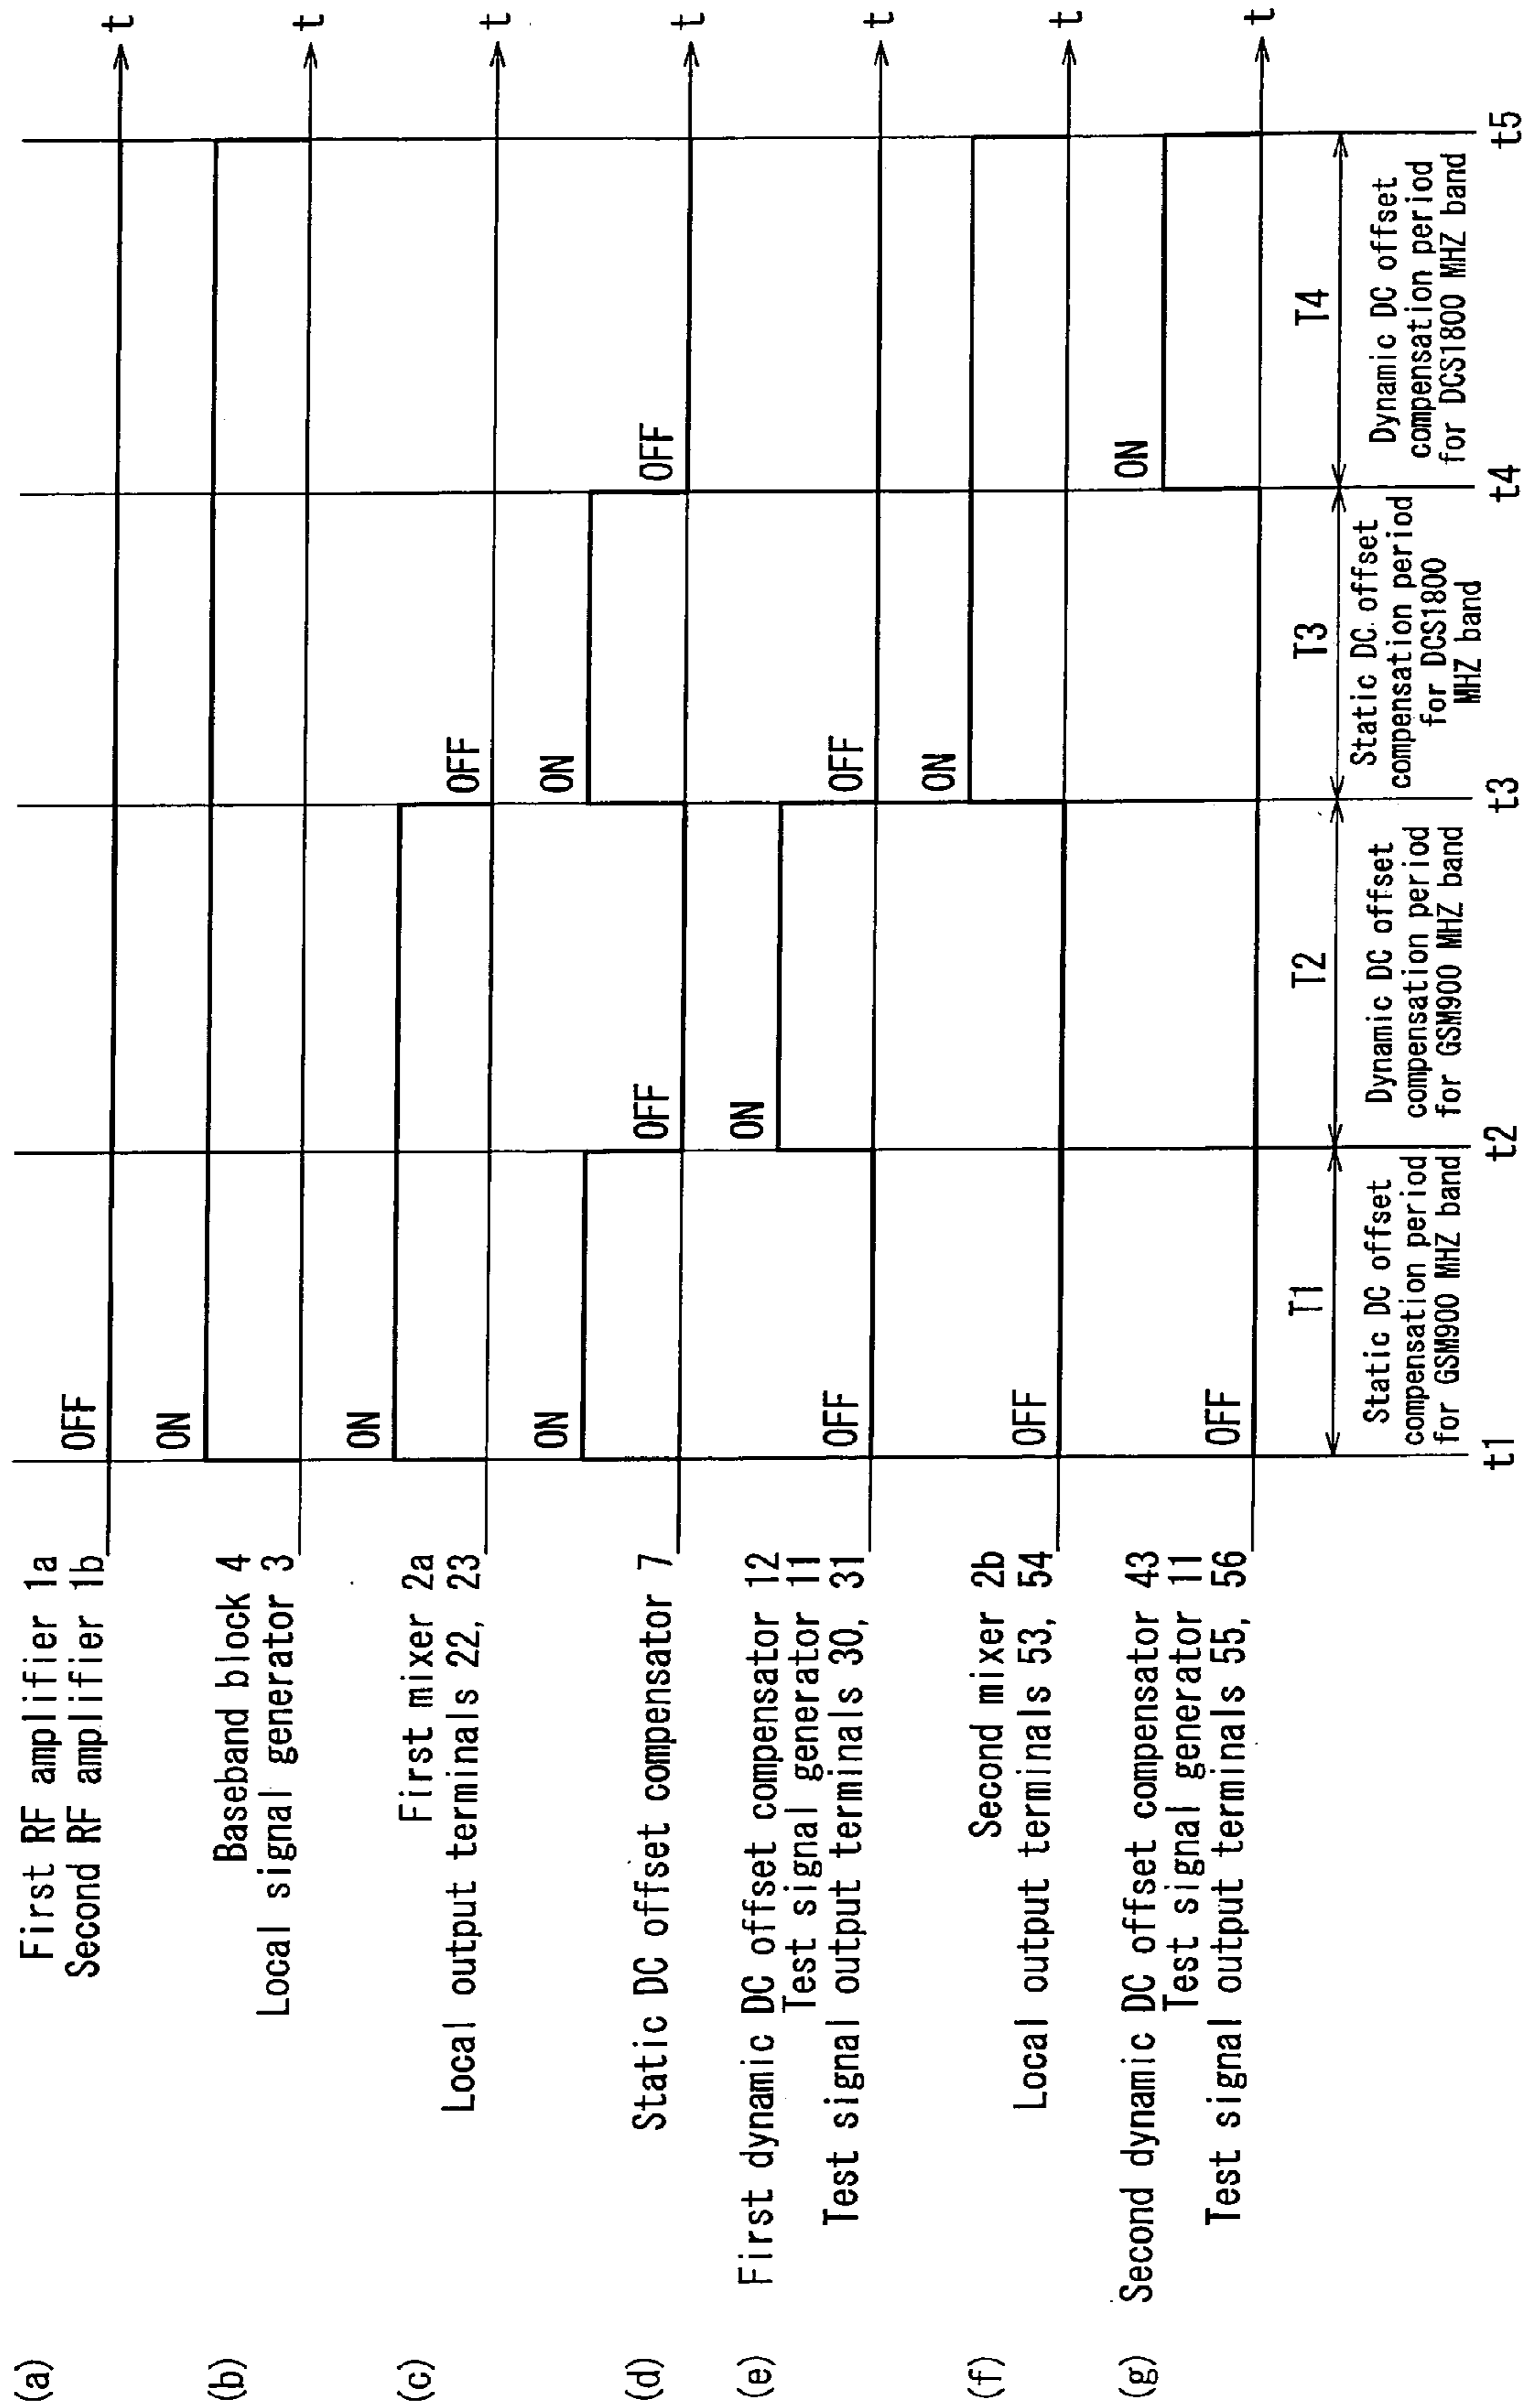 (a)
First RF amplifier 1a
Second RF amplifier 1b
OFF
t
(b)
Baseband block 4
Local signal generator 3
ON
t
(c)
First mixer 2a
Local output terminals 22, 23
ON
OFF
t
(d)
Static DC offset compensator 7
ON
OFF
ON
OFF
t
(e)
First dynamic DC offset compensator 12
Test signal generator 11
Test signal output terminals 30, 31
OFF
ON
OFF
t
(f)
Second mixer 2b
Local output terminals 53, 54
OFF
ON
t
(g)
Second dynamic DC offset compensator 43
Test signal generator 11
Test signal output terminals 55, 56
OFF
ON
t
T1
T2
T3
T4
Static DC offset
compensation period
for GSM900 MHZ band
Dynamic DC offset
compensation period
for GSM900 MHZ band
Static DC offset
compensation period
for DCS1800
MHZ band
Dynamic DC offset
compensation period
for DCS1800 MHZ band
t1
t2
t3
t4
t5